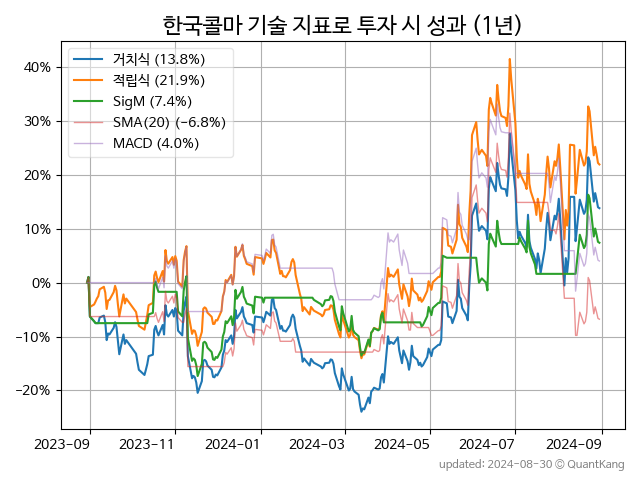 한국콜마 기술 지표로 투자 시 성과 (1년)
거치식 (13.8%)
적립식 (21.9%)
SigM (7.4%)
SMA(20) (−6.8%)
MACD (4.0%)
40%
30%
20%
10%
0%
−10%
−20%
2023-09
2023-11
2024-01
2024-03
2024-05
2024-07
2024-09
updated: 2024-08-30 © QuantKang